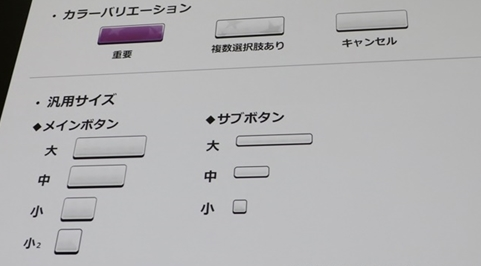 ・カラーバリエーション
重要 複数選択肢あり キャンセル
・汎用サイズ
◆メインボタン ◆サブボタン
大 大
中 中
小 小
小2